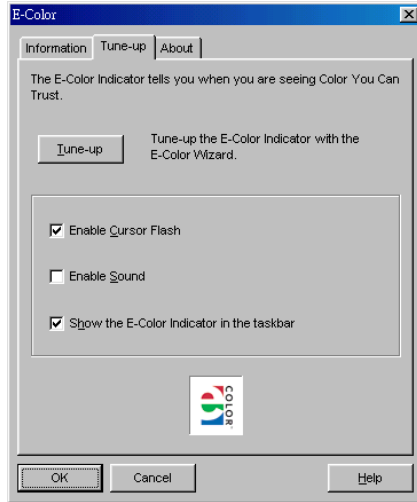 E-Color
Information Tune-up About
The E-Color Indicator tells you when you are seeing Color You Can
Trust.
Tune-up
Tune-up the E-Color Indicator with the
E-Color Wizard.
Enable Cursor Flash
Enable Sound
Show the E-Color Indicator in the taskbar
COLOR
OK Cancel Help